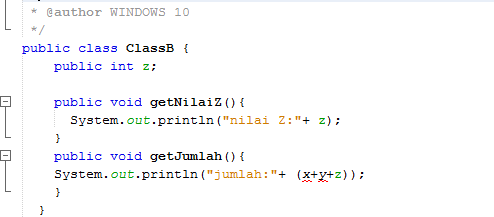 * @author WINDOWS 10
*/
public class ClassB {
public int z;
public void getNilaiZ(){
System.out.println("nilai Z:"+ z);
}
public void getJumlah(){
System.out.println("jumlah:"+ (x+y+z));
}
}